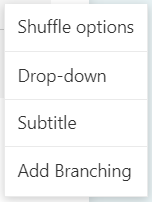 Shuffle options
Drop-down
Subtitle
Add Branching